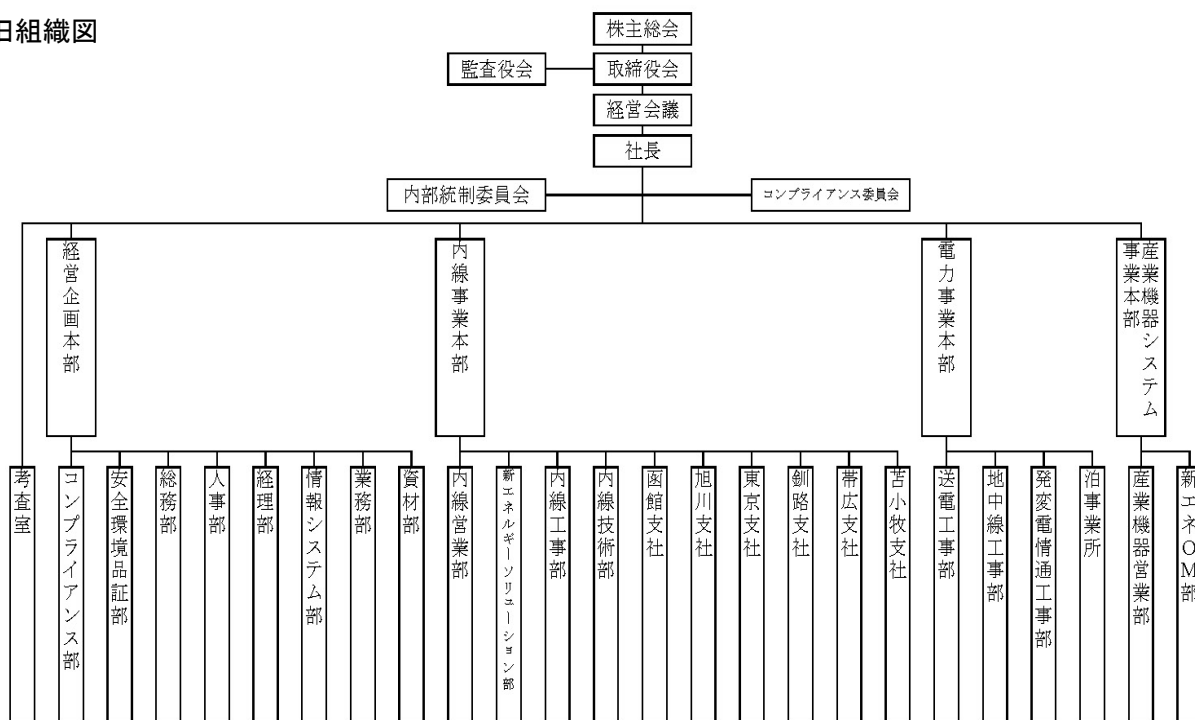 旧組織図
株主総会
監査役会
取締役会
経営会議
社長
内部統制委員会
コンプライアンス委員会
経営企画本部
内線事業本部
電力事業本部
産業機器システム
事業本部
考査室
コンプライアンス部
安全環境品証部
総務部
人事部
経理部
情報システム部
業務部
資材部
内線営業部
新エネルギーソリューション部
内線工事部
内線技術部
函館支社
旭川支社
東京支社
釧路支社
帯広支社
苫小牧支社
送電工事部
地中線工事部
発変電情通工事部
泊事業所
産業機器営業部
新エネOM部